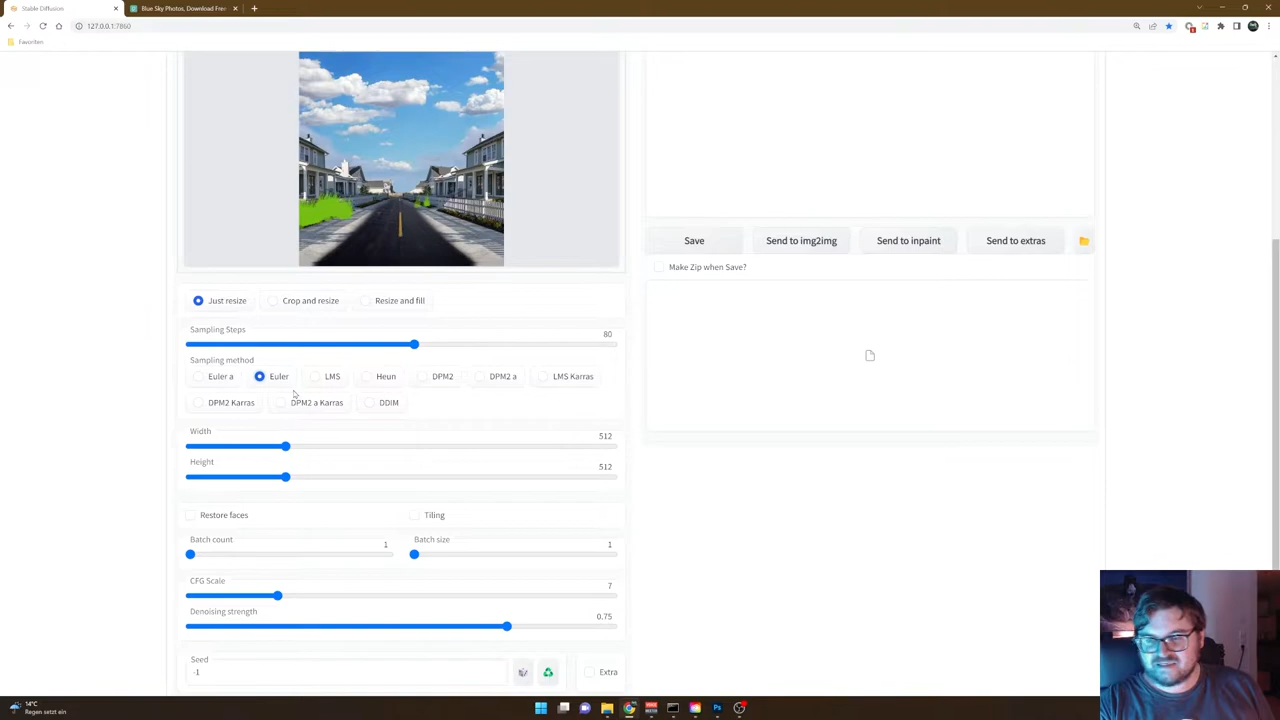 Stable Diffusion
Blue Sky Photos, Download Free
127.0.0.1:7860
Favoriten
Save
Send to img2img
Send to inpaint
Send to extras
Make Zip when Save?
Just resize
Crop and resize
Resize and fill
Sampling Steps
80
Sampling method
Euler a
Euler
LMS
Heun
DPM2
DPM2 a
LMS Karras
DPM2 Karras
DPM2 a Karras
DDIM
Width
512
Height
512
Restore faces
Tiling
Batch count
1
Batch size
1
CFG Scale
7
Denoising strength
0.75
Seed
-1
Extra
14°C
Regen setzt ein